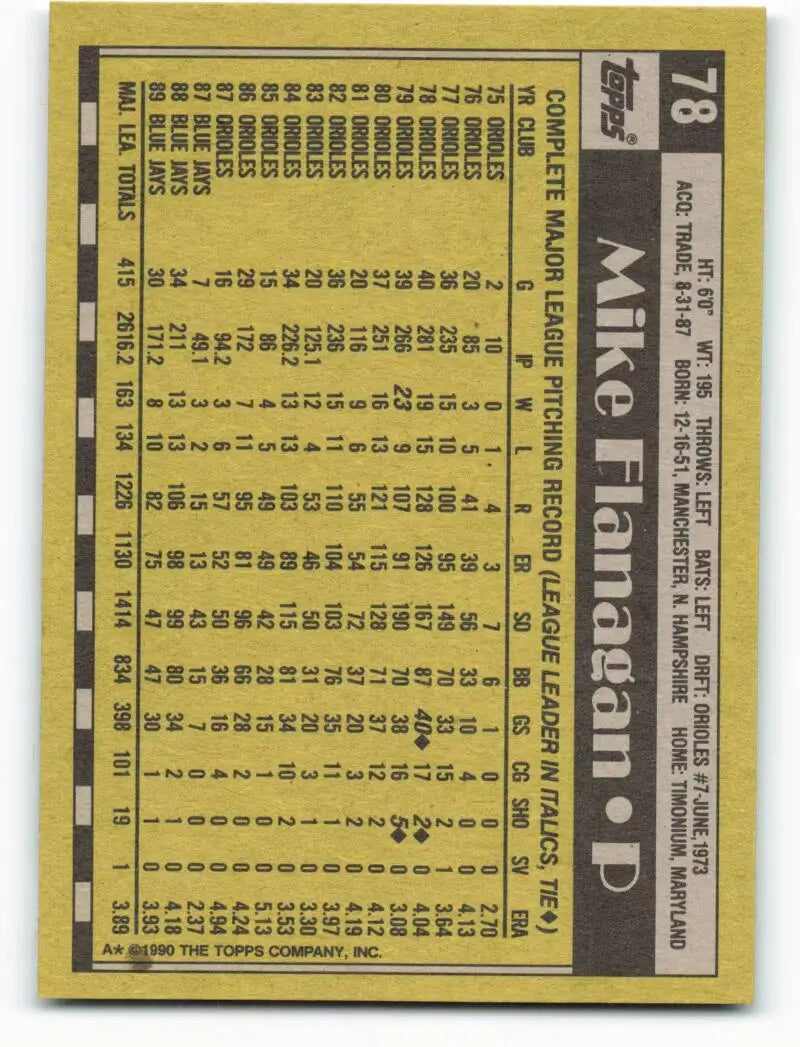 78
HT: 6'0" WT: 195 THROWS: LEFT BATS: LEFT DRFT: ORIOLES #7-JUNE, 1973
ACQ: TRADE, 8-31-87 BORN: 12-16-51, MANCHESTER, N. HAMPSHIRE HOME: TIMONIUM, MARYLAND
topps®
Mike Flanagan • P
COMPLETE MAJOR LEAGUE PITCHING RECORD (LEAGUE LEADER IN ITALICS, TIE♦)
YR CLUB G IP W L R ER SO BB GS CG SHO SV ERA
75 ORIOLES 2 10 0 1 4 3 7 6 1 0 0 0 2.70
76 ORIOLES 20 85 3 5 41 39 56 33 10 4 0 1 4.13
77 ORIOLES 36 235 15 10 100 95 149 70 33 15 2 1 3.64
78 ORIOLES 40 281 19 15 128 126 167 87 40♦ 17 2♦ 0 4.04
79 ORIOLES 39 266 23 9 107 91 190 70 38 16 5♦ 0 3.08
80 ORIOLES 37 251 16 13 121 115 128 71 37 12 2 0 4.12
81 ORIOLES 20 116 9 6 55 54 72 37 20 3 2 0 4.19
82 ORIOLES 36 236 15 11 110 104 103 76 35 11 1 0 3.97
83 ORIOLES 20 125.1 12 4 53 46 50 31 20 3 1 0 3.30
84 ORIOLES 34 226.2 13 13 103 89 115 81 34 10 2 0 3.53
85 ORIOLES 15 86 4 5 49 49 42 28 15 1 0 0 5.13
86 ORIOLES 29 172 7 11 95 81 96 66 28 2 0 0 4.24
87 ORIOLES 16 94.2 3 6 57 52 50 36 16 4 0 0 4.94
87 BLUE JAYS 7 49.1 3 2 15 13 43 15 7 0 0 0 2.37
88 BLUE JAYS 34 211 13 13 106 98 99 80 34 2 1 0 4.18
89 BLUE JAYS 30 171.2 8 10 82 75 47 47 30 1 1 0 3.93
MAJ. LEA. TOTALS 415 2616.2 163 134 1226 1130 1414 834 398 101 19 1 3.89
A* ©1990 THE TOPPS COMPANY, INC.